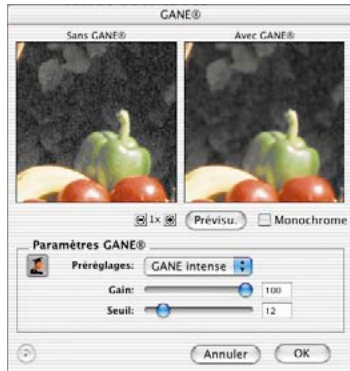 GANE®
Sans GANE®
Avec GANE®
1x
Prévisu.
Monochrome
Paramètres GANE®
Préréglages:
GANE intense
Gain:
100
Seuil:
12
Annuler
OK